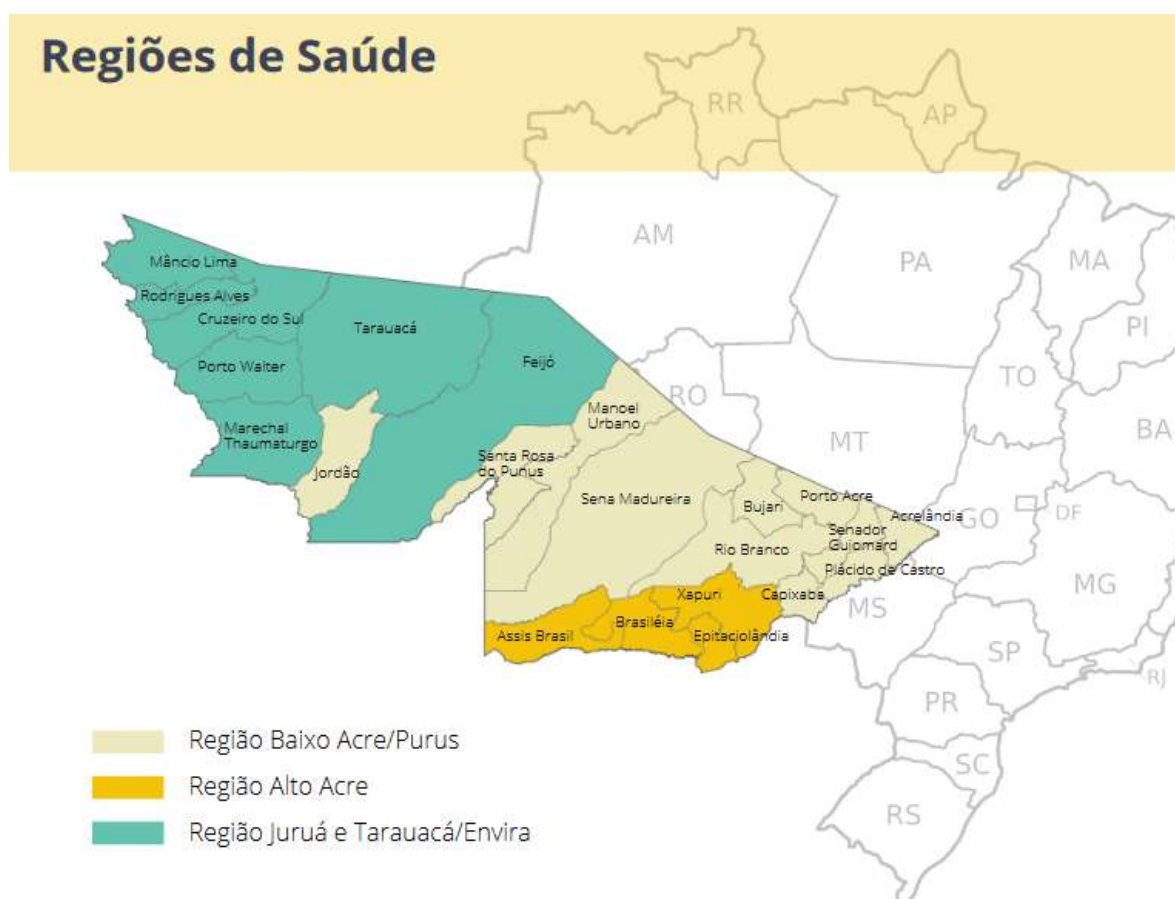 Regiões de Saúde
RR
AP
AM
PA
MA
PI
Mâncio Lima
Rodrigues Alves
Cruzeiro do Sul
Tarauacá
Porto Walter
Feijó
RO
TO
Manoel
Urbano
MT
BA
Marechal
Thaumaturgo
Jordão
Santa Rosa
do Purus
Sena Madureira
Bujari
Porto Acre
Acrelândia
GO
DF
Senador
Guiomard
Rio Branco
Plácido de Castro
MG
Xapuri
Capixaba
MS
Assis Brasil
Brasiléia
Epitaciolândia
SP
RJ
PR
SC
RS
Região Baixo Acre/Purus
Região Alto Acre
Região Juruá e Tarauacá/Envira